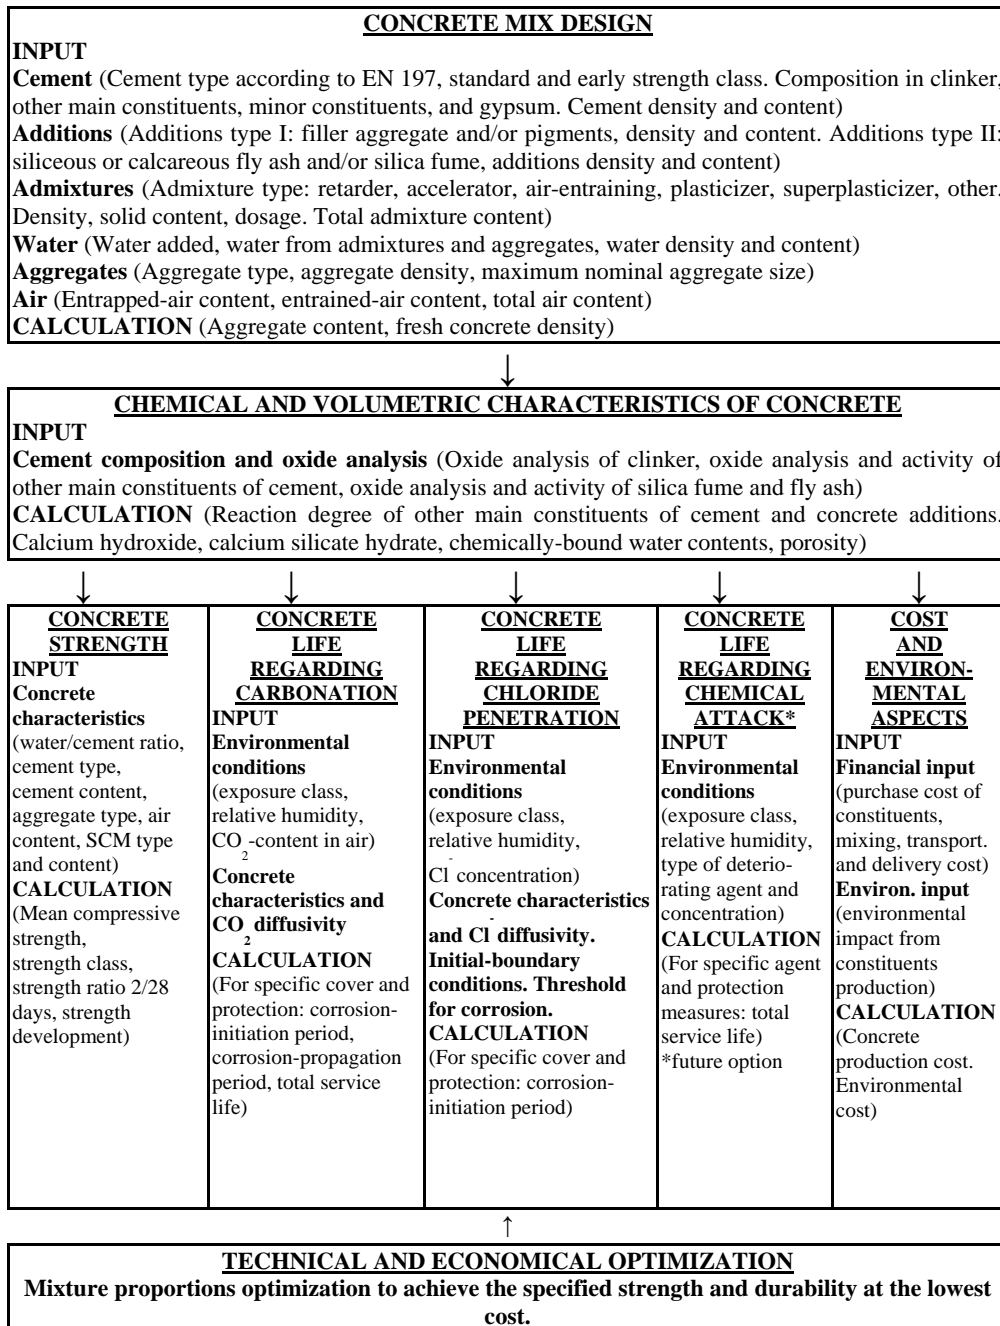 CONCRETE MIX DESIGN
INPUT
Cement (Cement type according to EN 197, standard and early strength class. Composition in clinker,
other main constituents, minor constituents, and gypsum. Cement density and content)
Additions (Additions type I: filler aggregate and/or pigments, density and content. Additions type II:
siliceous or calcareous fly ash and/or silica fume, additions density and content)
Admixtures (Admixture type: retarder, accelerator, air-entraining, plasticizer, superplasticizer, other.
Density, solid content, dosage. Total admixture content)
Water (Water added, water from admixtures and aggregates, water density and content)
Aggregates (Aggregate type, aggregate density, maximum nominal aggregate size)
Air (Entrapped-air content, entrained-air content, total air content)
CALCULATION (Aggregate content, fresh concrete density)
↓
CHEMICAL AND VOLUMETRIC CHARACTERISTICS OF CONCRETE
INPUT
Cement composition and oxide analysis (Oxide analysis of clinker, oxide analysis and activity of
other main constituents of cement, oxide analysis and activity of silica fume and fly ash)
CALCULATION (Reaction degree of other main constituents of cement and concrete additions.
Calcium hydroxide, calcium silicate hydrate, chemically-bound water contents, porosity)
↓ ↓ ↓ ↓ ↓
CONCRETE
STRENGTH
INPUT
Concrete
characteristics
(water/cement ratio,
cement type,
cement content,
aggregate type, air
content, SCM type
and content)
CALCULATION
(Mean compressive
strength,
strength class,
strength ratio 2/28
days, strength
development)
CONCRETE
LIFE
REGARDING
CARBONATION
INPUT
Environmental
conditions
(exposure class,
relative humidity,
CO2-content in air)
Concrete
characteristics and
CO2 diffusivity
CALCULATION
(For specific cover and
protection: corrosion-
initiation period,
corrosion-propagation
period, total service
life)
CONCRETE
LIFE
REGARDING
CHLORIDE
PENETRATION
INPUT
Environmental
conditions
(exposure class,
relative humidity,
Cl- concentration)
Concrete characteristics
and Cl- diffusivity.
Initial-boundary
conditions. Threshold
for corrosion.
CALCULATION
(For specific cover and
protection: corrosion-
initiation period)
CONCRETE
LIFE
REGARDING
CHEMICAL
ATTACK*
INPUT
Environmental
conditions
(exposure class,
relative humidity,
type of deterio-
rating agent and
concentration)
CALCULATION
(For specific agent
and protection
measures: total
service life)
*future option
COST
AND
ENVIRON-
MENTAL
ASPECTS
INPUT
Financial input
(purchase cost of
constituents,
mixing, transport.
and delivery cost)
Environ. input
(environmental
impact from
constituents
production)
CALCULATION
(Concrete
production cost.
Environmental
cost)
↑
TECHNICAL AND ECONOMICAL OPTIMIZATION
Mixture proportions optimization to achieve the specified strength and durability at the lowest
cost.